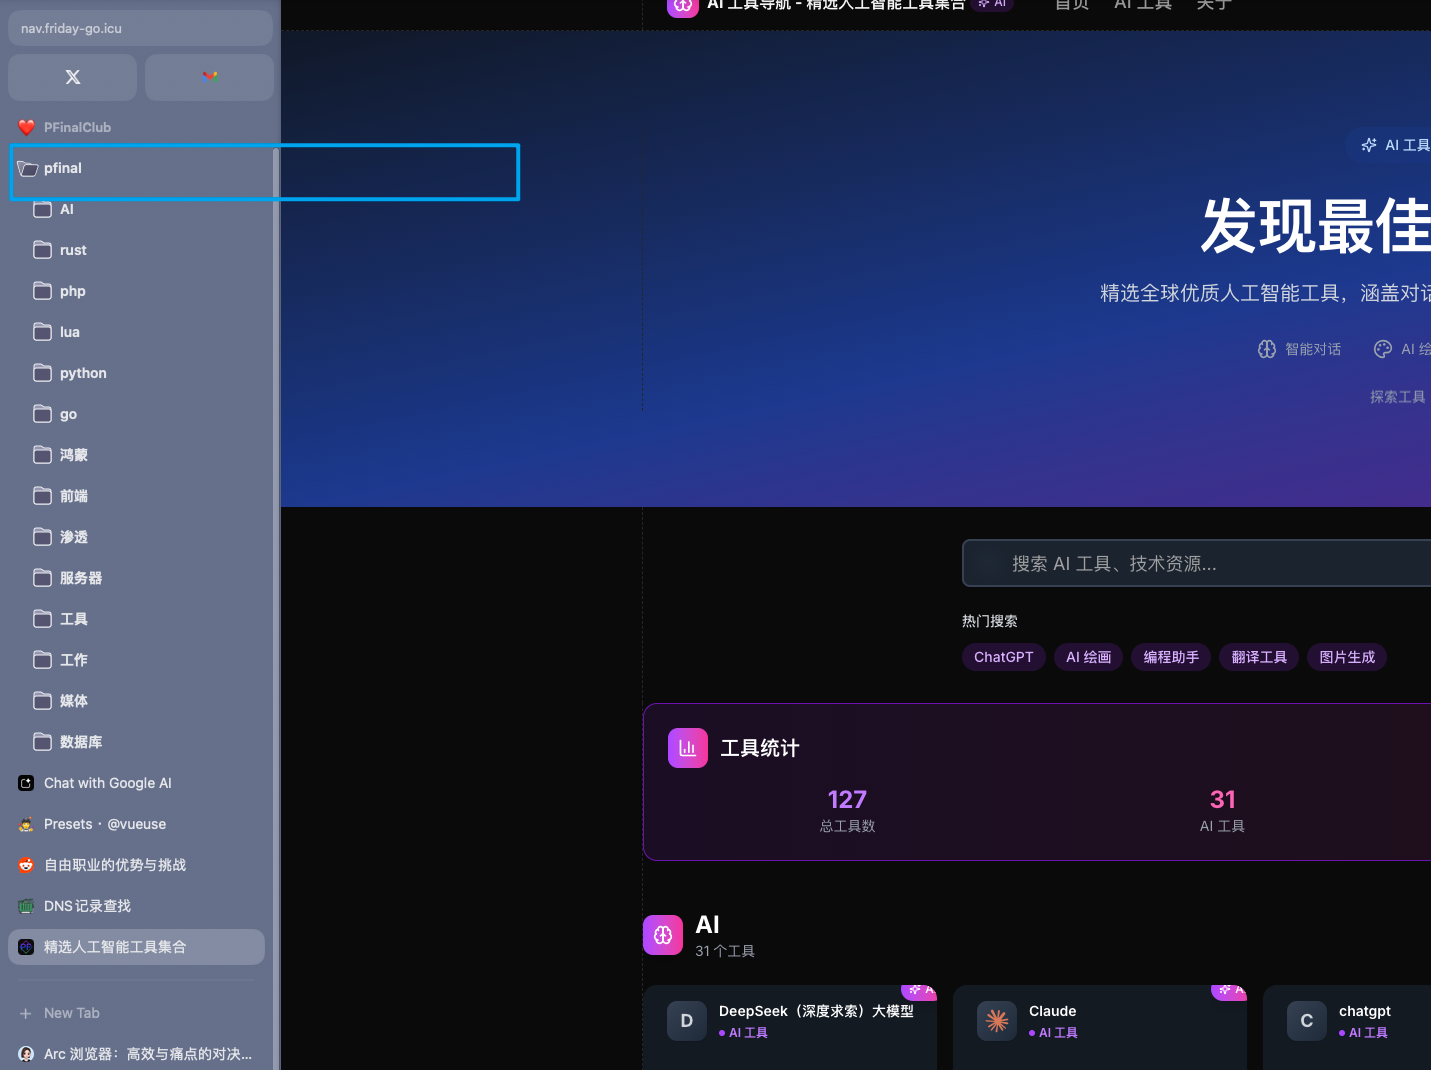 nav.friday-go.icu
PFinalClub
pfinal
AI
rust
php
lua
python
go
鸿蒙
前端
渗透
服务器
工具
工作
媒体
数据库
Chat with Google AI
Presets · @vueuse
自由职业的优势与挑战
DNS记录查找
精选人工智能工具集合
New Tab
Arc 浏览器：高效与痛点的对决...
AI 工具导航 - 精选人工智能工具集合
AI
首页 AI 工具 关于
AI 工具
发现最佳
精选全球优质人工智能工具，涵盖对话
智能对话 AI 绘
探索工具
搜索 AI 工具、技术资源...
热门搜索
ChatGPT AI 绘画 编程助手 翻译工具 图片生成
工具统计
127
总工具数
31
AI 工具
AI
31 个工具
D
DeepSeek（深度求索）大模型
AI 工具
Claude
AI 工具
C
chatgpt
AI 工具